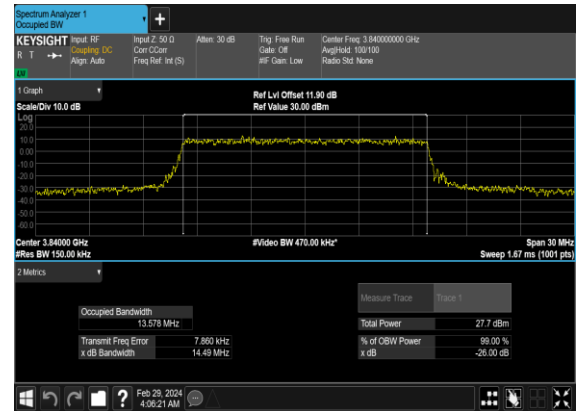 Spectrum Analyzer 1
Occupied BW
+
KEYSIGHT Input: RF Input Z: 50 Ω Atten: 30 dB Trig: Free Run Center Freq: 3.840000000 GHz
R T Coupling: DC Corr CCorr Gate: Off Avg|Hold: 100/100
Align: Auto Freq Ref: Int (S) #IF Gain: Low Radio Std: None
1 Graph
Ref Lvl Offset 11.90 dB
Scale/Div 10.0 dB Ref Value 30.00 dBm
Log
20.0
10.0
0.00
-10.0
-20.0
-30.0
-40.0
-50.0
-60.0
Center 3.84000 GHz #Video BW 470.00 kHz* Span 30 MHz
#Res BW 150.00 kHz Sweep 1.67 ms (1001 pts)
2 Metrics
Measure Trace Trace 1
Occupied Bandwidth
13.578 MHz Total Power 27.7 dBm
Transmit Freq Error 7.860 kHz % of OBW Power 99.00 %
x dB Bandwidth 14.49 MHz x dB -26.00 dB
? Feb 29, 2024
4:06:21 AM